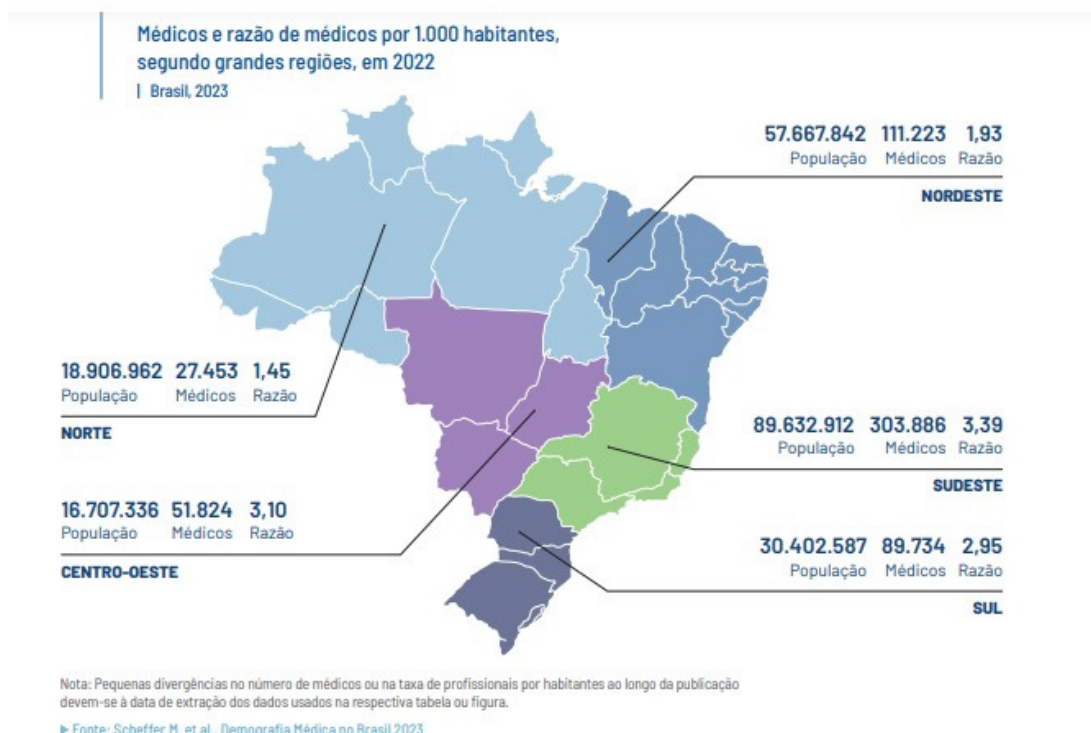 Médicos e razão de médicos por 1.000 habitantes,
segundo grandes regiões, em 2022
| Brasil, 2023
57.667.842 111.223 1,93
População Médicos Razão
NORDESTE
18.906.962 27.453 1,45
População Médicos Razão
NORTE
89.632.912 303.886 3,39
População Médicos Razão
SUDESTE
16.707.336 51.824 3,10
População Médicos Razão
CENTRO-OESTE
30.402.587 89.734 2,95
População Médicos Razão
SUL
Nota: Pequenas divergências no número de médicos ou na taxa de profissionais por habitantes ao longo da publicação
devem-se à data de extração dos dados usados na respectiva tabela ou figura.
▶ Fonte: Scheffer M. et al., Demografia Médica no Brasil 2023